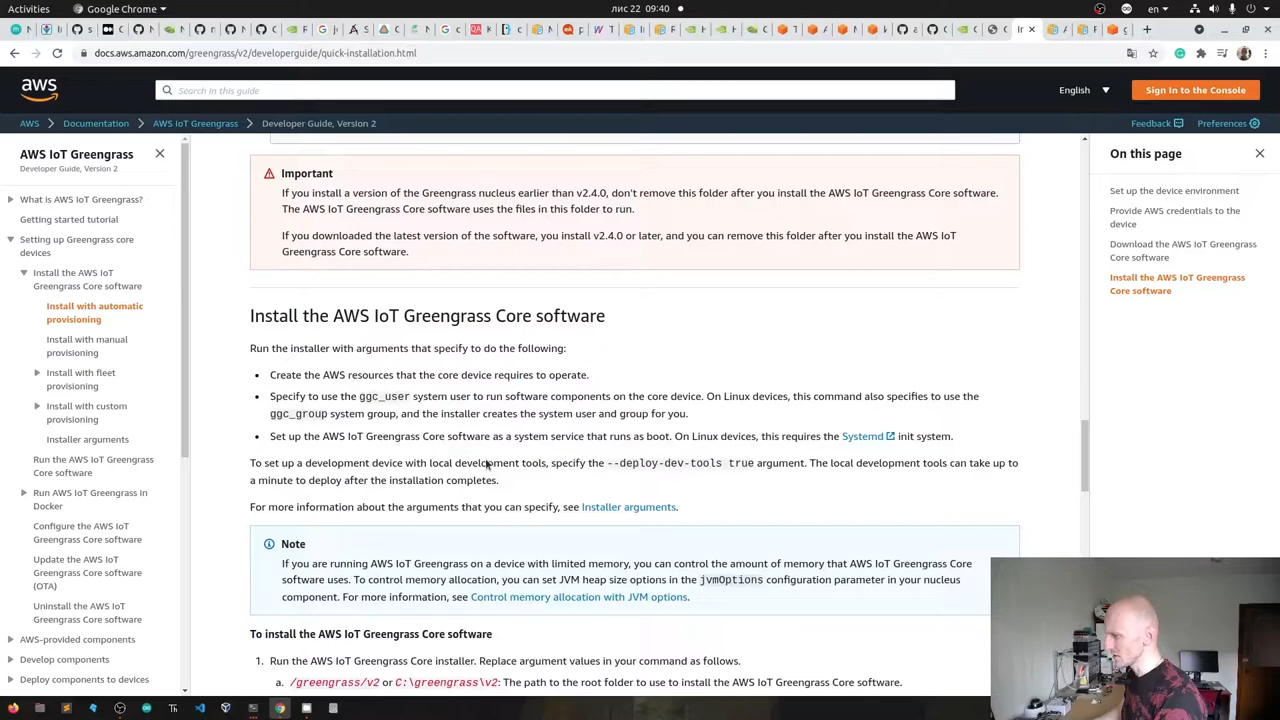 Activities
Google Chrome
лис 22 09:40
en
docs.aws.amazon.com/greengrass/v2/developerguide/quick-installation.html
aws
Search in this guide
English
Sign In to the Console
AWS
Documentation
AWS IoT Greengrass
Developer Guide, Version 2
Feedback
Preferences
AWS IoT Greengrass
Developer Guide, Version 2
What is AWS IoT Greengrass?
Getting started tutorial
Setting up Greengrass core
devices
Install the AWS IoT
Greengrass Core software
Install with automatic
provisioning
Install with manual
provisioning
Install with fleet
provisioning
Install with custom
provisioning
Installer arguments
Run the AWS IoT Greengrass
Core software
Run AWS IoT Greengrass in
Docker
Configure the AWS IoT
Greengrass Core software
Update the AWS IoT
Greengrass Core software
(OTA)
Uninstall the AWS IoT
Greengrass Core software
AWS-provided components
Develop components
Deploy components to devices
Important
If you install a version of the Greengrass nucleus earlier than v2.4.0, don't remove this folder after you install the AWS IoT Greengrass Core software.
The AWS IoT Greengrass Core software uses the files in this folder to run.
If you downloaded the latest version of the software, you install v2.4.0 or later, and you can remove this folder after you install the AWS IoT
Greengrass Core software.
Install the AWS IoT Greengrass Core software
Run the installer with arguments that specify to do the following:
• Create the AWS resources that the core device requires to operate.
• Specify to use the ggc_user system user to run software components on the core device. On Linux devices, this command also specifies to use the
ggc_group system group, and the installer creates the system user and group for you.
• Set up the AWS IoT Greengrass Core software as a system service that runs as boot. On Linux devices, this requires the Systemd init system.
To set up a development device with local development tools, specify the --deploy-dev-tools true argument. The local development tools can take up to
a minute to deploy after the installation completes.
For more information about the arguments that you can specify, see Installer arguments.
Note
If you are running AWS IoT Greengrass on a device with limited memory, you can control the amount of memory that AWS IoT Greengrass Core
software uses. To control memory allocation, you can set JVM heap size options in the jvmOptions configuration parameter in your nucleus
component. For more information, see Control memory allocation with JVM options.
To install the AWS IoT Greengrass Core software
1. Run the AWS IoT Greengrass Core installer. Replace argument values in your command as follows.
a. /greengrass/v2 or C:\greengrass\v2: The path to the root folder to use to install the AWS IoT Greengrass Core software.
On this page
Set up the device environment
Provide AWS credentials to the
device
Download the AWS IoT Greengrass
Core software
Install the AWS IoT Greengrass
Core software